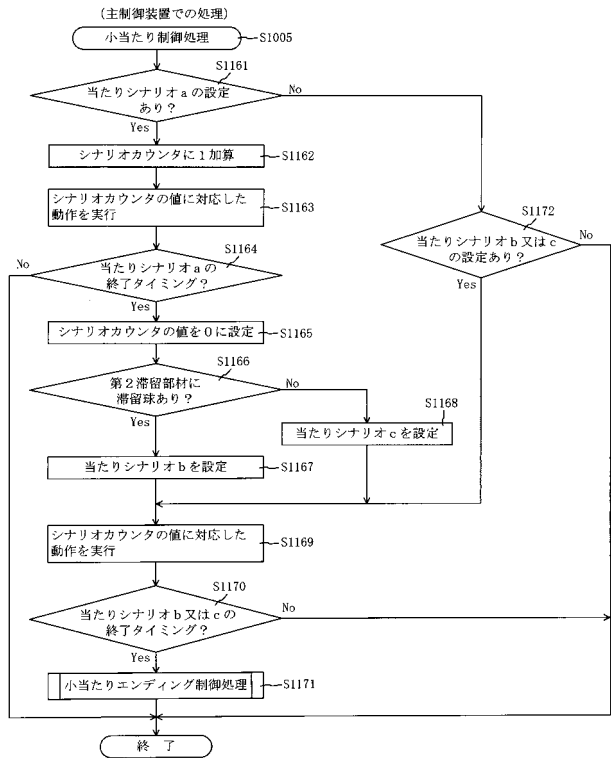 (主制御装置での処理)
小当たり制御処理
S1005
S1161
当たりシナリオaの設定
あり?
No
Yes
シナリオカウンタに1加算
S1162
シナリオカウンタの値に対応した
動作を実行
S1163
S1172
当たりシナリオb又はc
の設定あり?
No
Yes
S1164
No
当たりシナリオaの
終了タイミング?
Yes
シナリオカウンタの値を0に設定
S1165
S1166
第2滞留部材に
滞留球あり?
No
Yes
S1168
当たりシナリオcを設定
当たりシナリオbを設定
S1167
シナリオカウンタの値に対応した
動作を実行
S1169
S1170
当たりシナリオb又はcの
終了タイミング?
No
Yes
小当たりエンディング制御処理
S1171
終 了